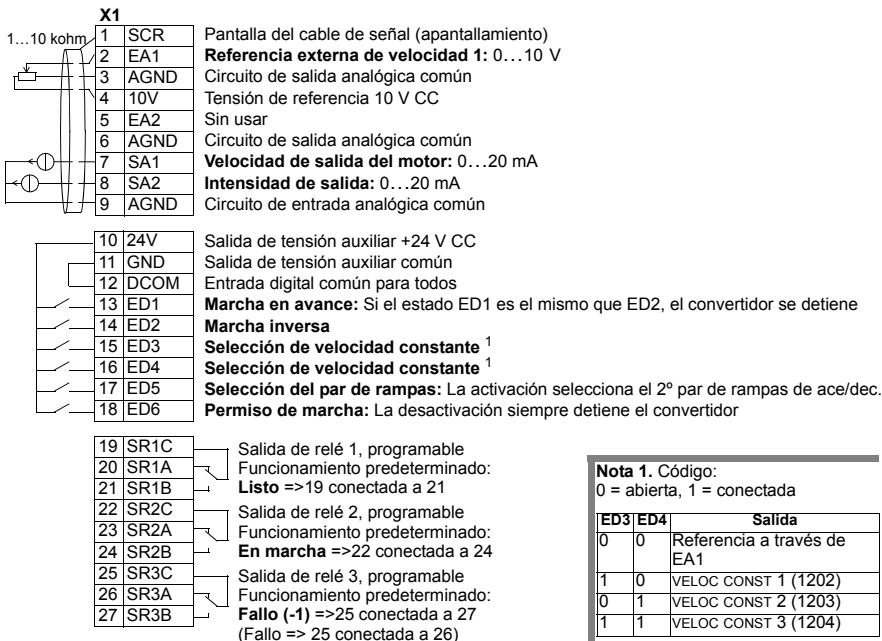 X1
1…10 kohm
1 SCR Pantalla del cable de señal (apantallamiento)
2 EA1 Referencia externa de velocidad 1: 0…10 V
3 AGND Circuito de salida analógica común
4 10V Tensión de referencia 10 V CC
5 EA2 Sin usar
6 AGND Circuito de salida analógica común
7 SA1 Velocidad de salida del motor: 0…20 mA
8 SA2 Intensidad de salida: 0…20 mA
9 AGND Circuito de entrada analógica común
10 24V Salida de tensión auxiliar +24 V CC
11 GND Salida de tensión auxiliar común
12 DCOM Entrada digital común para todos
13 ED1 Marcha en avance: Si el estado ED1 es el mismo que ED2, el convertidor se detiene
14 ED2 Marcha inversa
15 ED3 Selección de velocidad constante 1
16 ED4 Selección de velocidad constante 1
17 ED5 Selección del par de rampas: La activación selecciona el 2º par de rampas de ace/dec.
18 ED6 Permiso de marcha: La desactivación siempre detiene el convertidor
19 SR1C Salida de relé 1, programable
20 SR1A Funcionamiento predeterminado:
21 SR1B Listo =>19 conectada a 21
22 SR2C Salida de relé 2, programable
23 SR2A Funcionamiento predeterminado:
24 SR2B En marcha =>22 conectada a 24
25 SR3C Salida de relé 3, programable
26 SR3A Funcionamiento predeterminado:
27 SR3B Fallo (-1) =>25 conectada a 27
(Fallo => 25 conectada a 26)
Nota 1. Código:
0 = abierta, 1 = conectada
ED3 ED4 Salida
0 0 Referencia a través de
EA1
1 0 VELOC CONST 1 (1202)
0 1 VELOC CONST 2 (1203)
1 1 VELOC CONST 3 (1204)